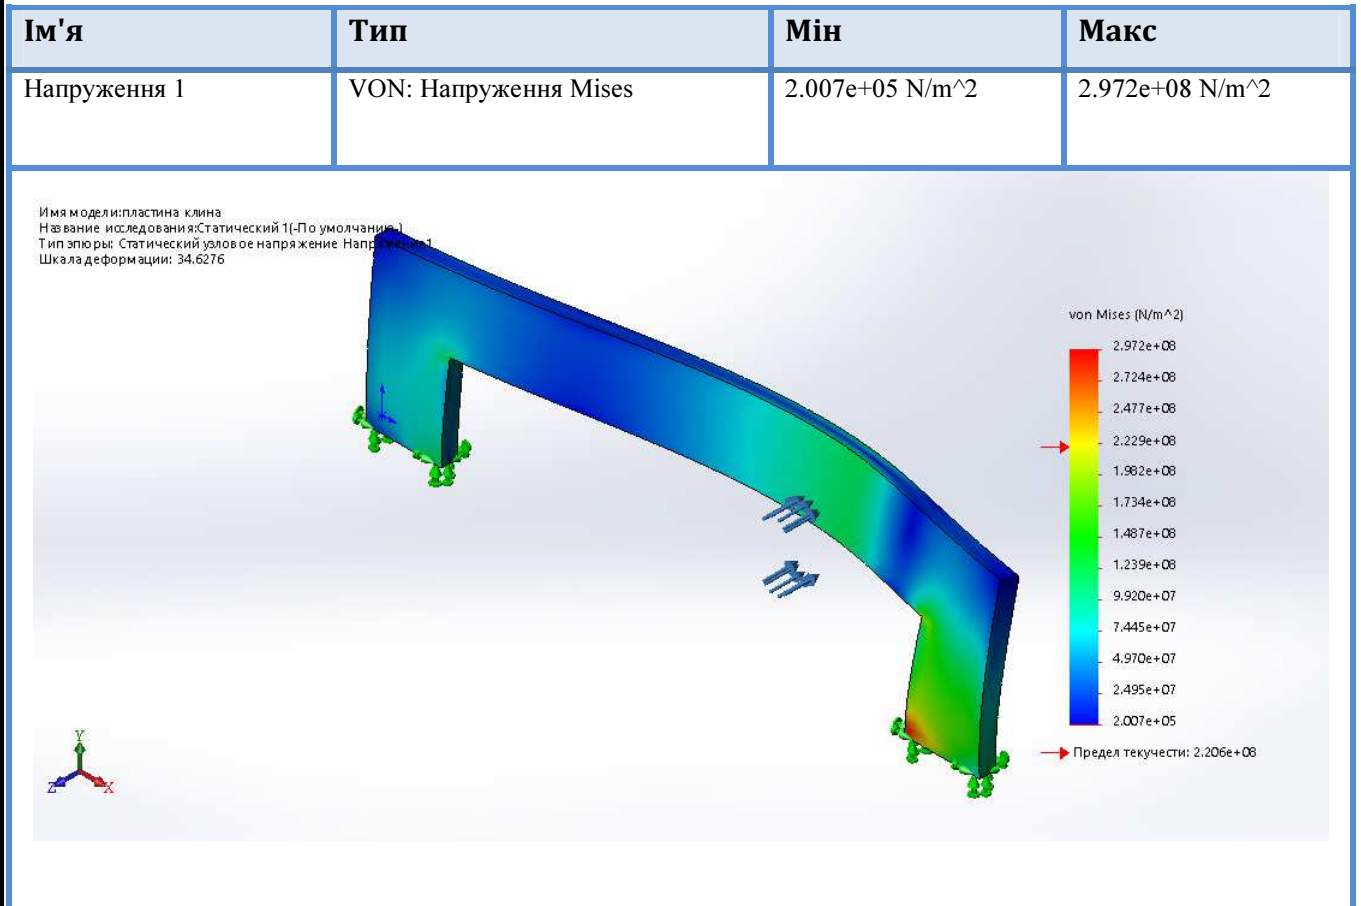 Ім'я Тип Мін Макс
Напруження 1 VON: Напруження Mises 2.007e+05 N/m^2 2.972e+08 N/m^2
Имя модели:пластина клина
Название исследования:Статический 1(-По умолчанию-)
Тип эпюры: Статический узловое напряжение Напряжение1
Шкала деформации: 34.6276
von Mises (N/m^2)
2.972e+08
2.724e+08
2.477e+08
2.229e+08
1.982e+08
1.734e+08
1.487e+08
1.239e+08
9.920e+07
7.445e+07
4.970e+07
2.495e+07
2.007e+05
Предел текучести: 2.206e+08
Y
Z
X